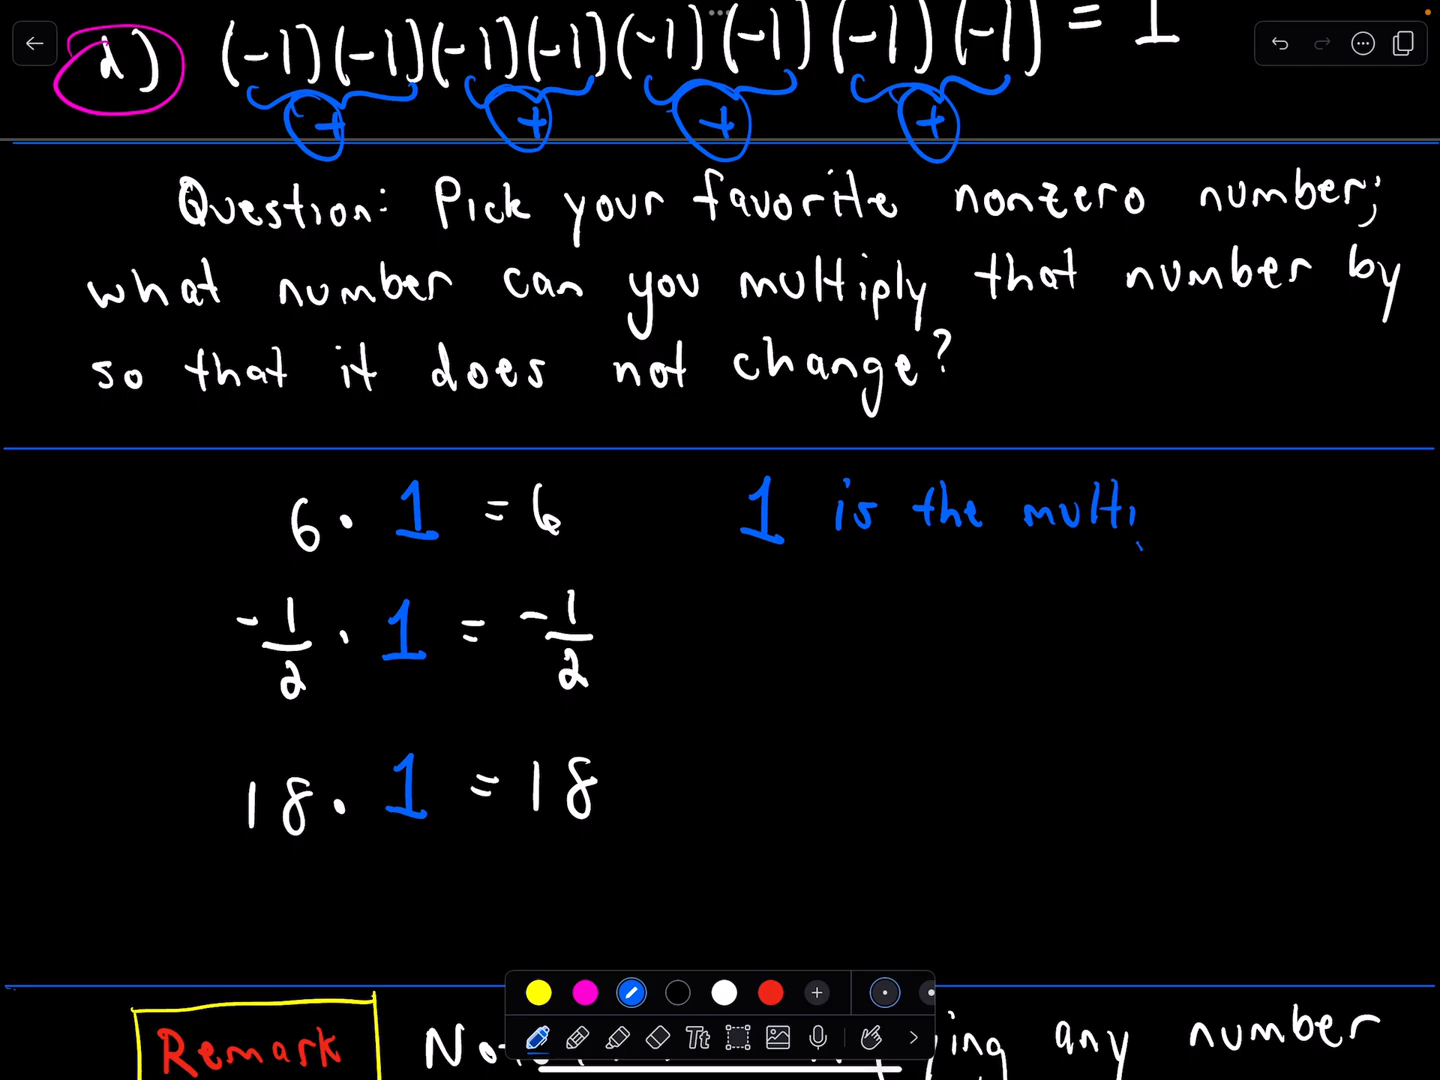 d) (-1)(-1)(-1)(-1)(-1)(-1)(-1)(-1) = 1
+ + + +
Question: Pick your favorite nonzero number;
what number can you multiply that number by
so that it does not change?
6 · 1 = 6 1 is the multi
-1/2 · 1 = -1/2
18 · 1 = 18
Remark any number
Tt